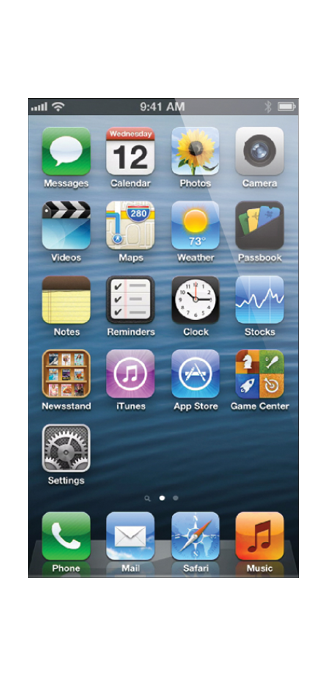 9:41 AM
Wednesday
12
280
73°
Messages Calendar Photos Camera
Videos Maps Weather Passbook
Notes Reminders Clock Stocks
Newsstand iTunes App Store Game Center
Settings
Phone Mail Safari Music